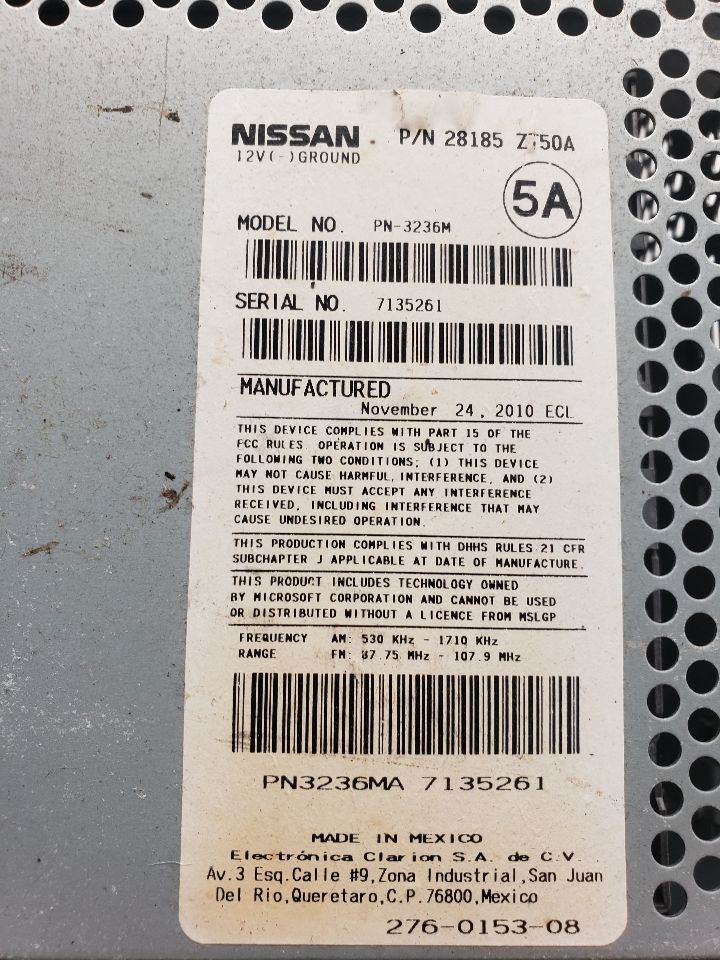 NISSAN P/N 28185 ZT50A
12V(-)GROUND
5A
MODEL NO. PN-3236M
SERIAL NO. 7135261
MANUFACTURED
November 24, 2010 ECL
THIS DEVICE COMPLIES WITH PART 15 OF THE
FCC RULES. OPERATION IS SUBJECT TO THE
FOLLOWING TWO CONDITIONS; (1) THIS DEVICE
MAY NOT CAUSE HARMFUL INTERFERENCE, AND (2)
THIS DEVICE MUST ACCEPT ANY INTERFERENCE
RECEIVED, INCLUDING INTERFERENCE THAT MAY
CAUSE UNDESIRED OPERATION.
THIS PRODUCTION COMPLIES WITH DHHS RULES 21 CFR
SUBCHAPTER J APPLICABLE AT DATE OF MANUFACTURE.
THIS PRODUCT INCLUDES TECHNOLOGY OWNED
BY MICROSOFT CORPORATION AND CANNOT BE USED
OR DISTRIBUTED WITHOUT A LICENCE FROM MSLGP
FREQUENCY AM: 530 KHz - 1710 KHz
RANGE FM: 87.75 MHz - 107.9 MHz
PN3236MA 7135261
MADE IN MEXICO
Electrónica Clarion S.A. de C.V.
Av.3 Esq.Calle #9,Zona Industrial,San Juan
Del Rio,Queretaro,C.P.76800,Mexico
276-0153-08